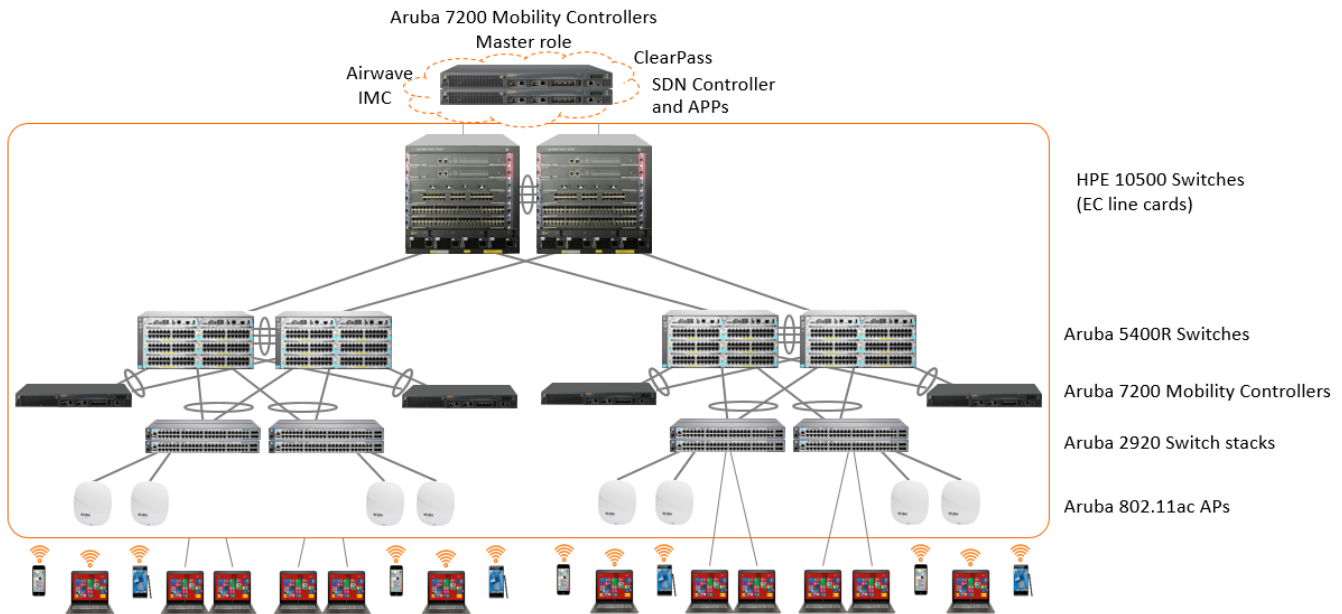 Aruba 7200 Mobility Controllers
Master role
ClearPass
Airwave
IMC
SDN Controller
and APPs
HPE 10500 Switches
(EC line cards)
Aruba 5400R Switches
Aruba 7200 Mobility Controllers
Aruba 2920 Switch stacks
Aruba 802.11ac APs